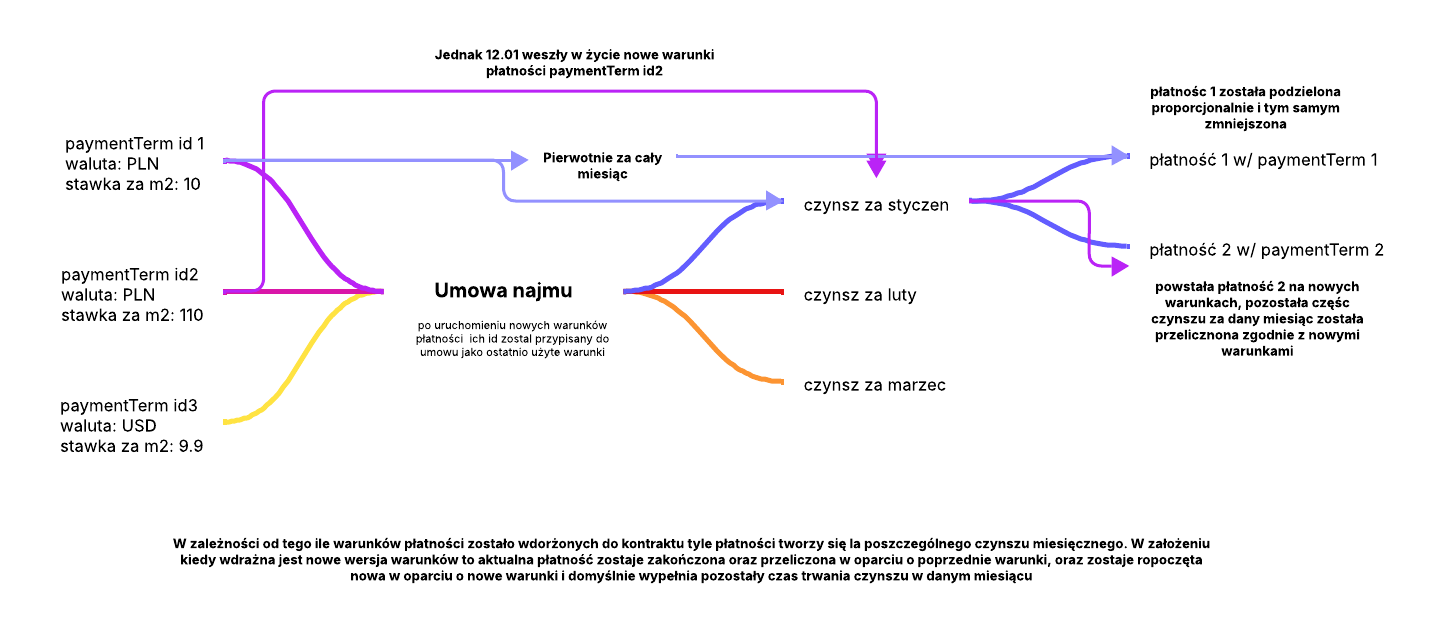 Jednak 12.01 weszły w życie nowe warunki
płatności paymentTerm id2
płatnośc 1 została podzielona
proporcjonalnie i tym samym
zmniejszona
paymentTerm id 1
waluta: PLN
stawka za m2: 10
Pierwotnie za cały
miesiąc
płatność 1 w/ paymentTerm 1
czynsz za styczen
płatność 2 w/ paymentTerm 2
paymentTerm id2
waluta: PLN
stawka za m2: 110
Umowa najmu
czynsz za luty
powstała płatność 2 na nowych
warunkach, pozostała częśc
czynszu za dany miesiąc została
przelicznona zgodnie z nowymi
warunkami
po uruchomieniu nowych warunków
płatności ich id zostal przypisany do
umowu jako ostatnio użyte warunki
czynsz za marzec
paymentTerm id3
waluta: USD
stawka za m2: 9.9
W zależności od tego ile warunków płatności zostało wdorżonych do kontraktu tyle płatności tworzy się la poszczególnego czynszu miesięcznego. W założeniu
kiedy wdrażna jest nowe wersja warunków to aktualna płatność zostaje zakończona oraz przeliczona w oparciu o poprzednie warunki, oraz zostaje ropoczęta
nowa w oparciu o nowe warunki i domyślnie wypełnia pozostały czas trwania czynszu w danym miesiącu